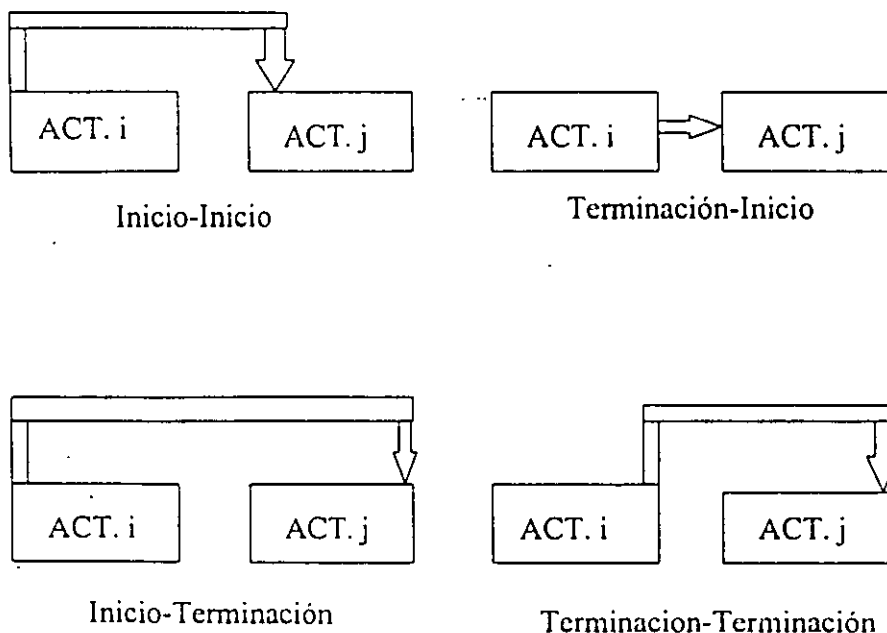 ACT. i
ACT. j
Inicio-Inicio
ACT. i
ACT. j
Terminación-Inicio
ACT. i
ACT. j
Inicio-Terminación
ACT. i
ACT. j
Terminacion-Terminación